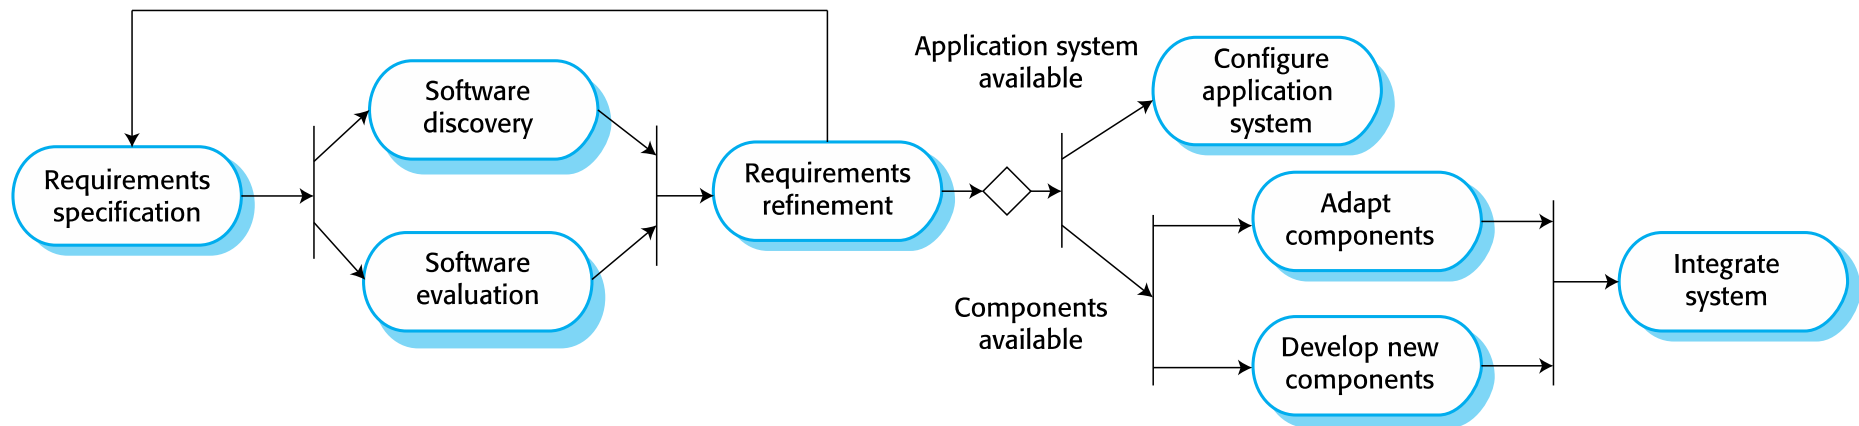 Requirements
specification
Software
discovery
Software
evaluation
Requirements
refinement
Application system
available
Configure
application
system
Components
available
Adapt
components
Develop new
components
Integrate
system